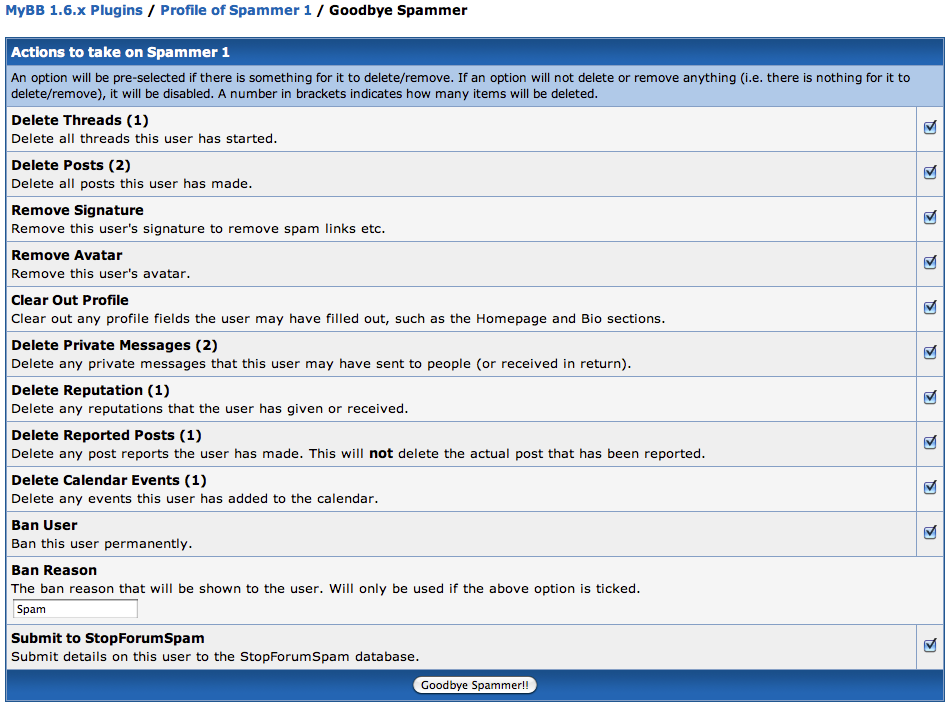 MyBB 1.6.x Plugins / Profile of Spammer 1 / Goodbye Spammer
Actions to take on Spammer 1
An option will be pre-selected if there is something for it to delete/remove. If an option will not delete or remove anything (i.e. there is nothing for it to
delete/remove), it will be disabled. A number in brackets indicates how many items will be deleted.
Delete Threads (1)
Delete all threads this user has started.
Delete Posts (2)
Delete all posts this user has made.
Remove Signature
Remove this user's signature to remove spam links etc.
Remove Avatar
Remove this user's avatar.
Clear Out Profile
Clear out any profile fields the user may have filled out, such as the Homepage and Bio sections.
Delete Private Messages (2)
Delete any private messages that this user may have sent to people (or received in return).
Delete Reputation (1)
Delete any reputations that the user has given or received.
Delete Reported Posts (1)
Delete any post reports the user has made. This will not delete the actual post that has been reported.
Delete Calendar Events (1)
Delete any events this user has added to the calendar.
Ban User
Ban this user permanently.
Ban Reason
The ban reason that will be shown to the user. Will only be used if the above option is ticked.
Spam
Submit to StopForumSpam
Submit details on this user to the StopForumSpam database.
Goodbye Spammer!!